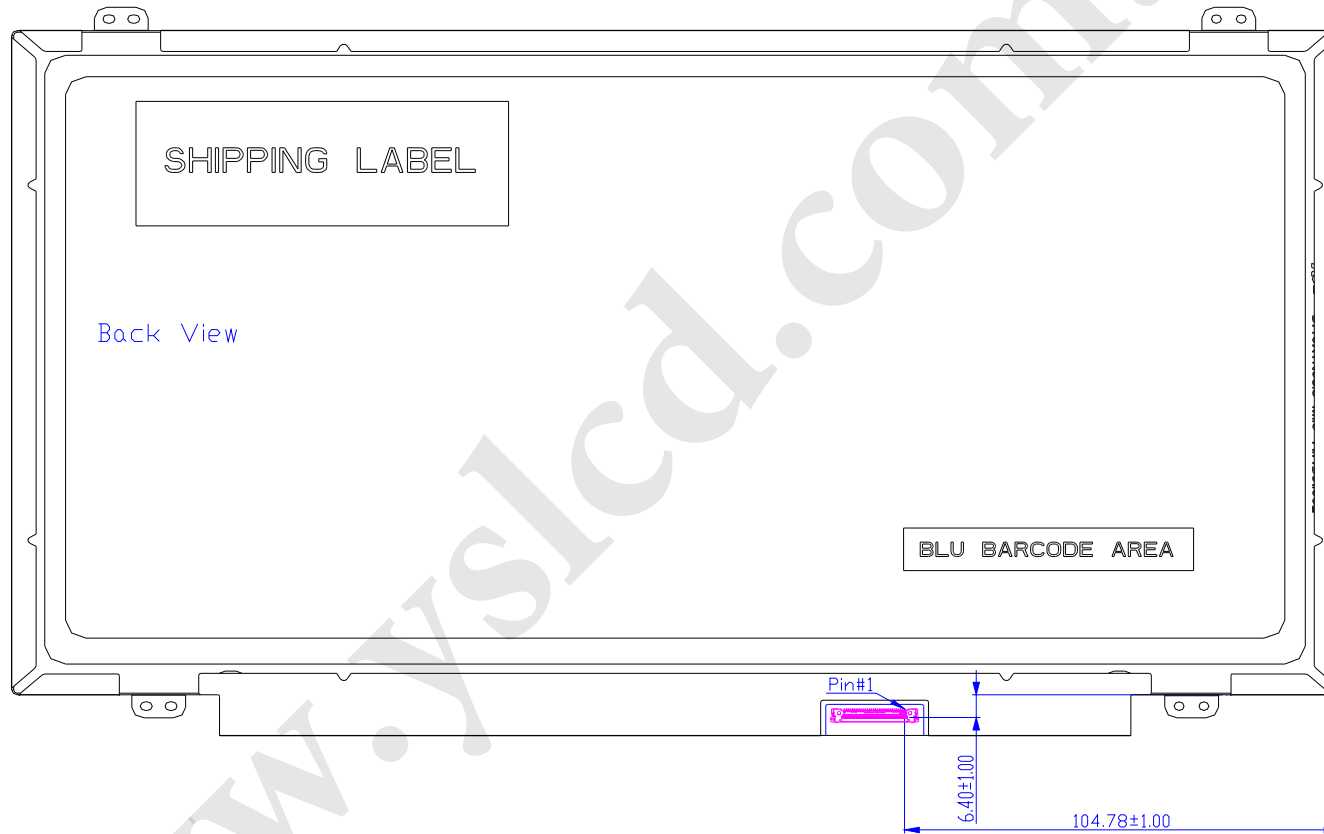 SHIPPING LABEL
Back View
BLU BARCODE AREA
Pin#1
6.40±1.00
104.78±1.00
www.yslcd.com